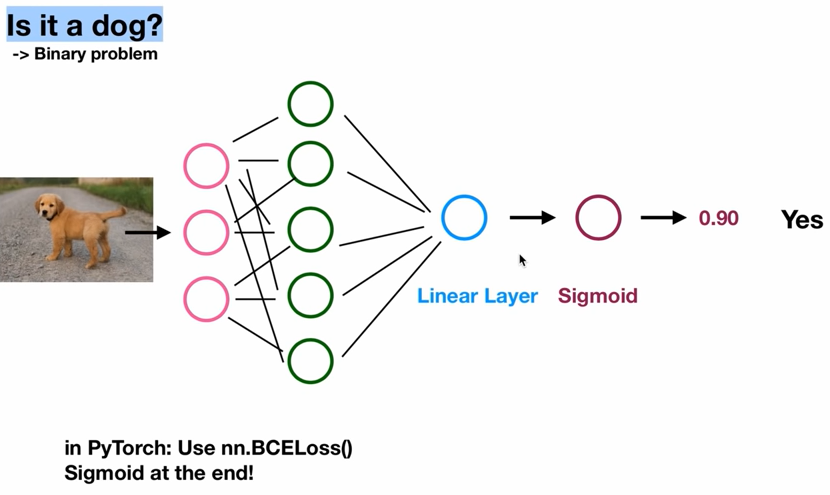 Is it a dog?
-> Binary problem
0.90
Yes
Linear Layer
Sigmoid
in PyTorch: Use nn.BCELoss()
Sigmoid at the end!